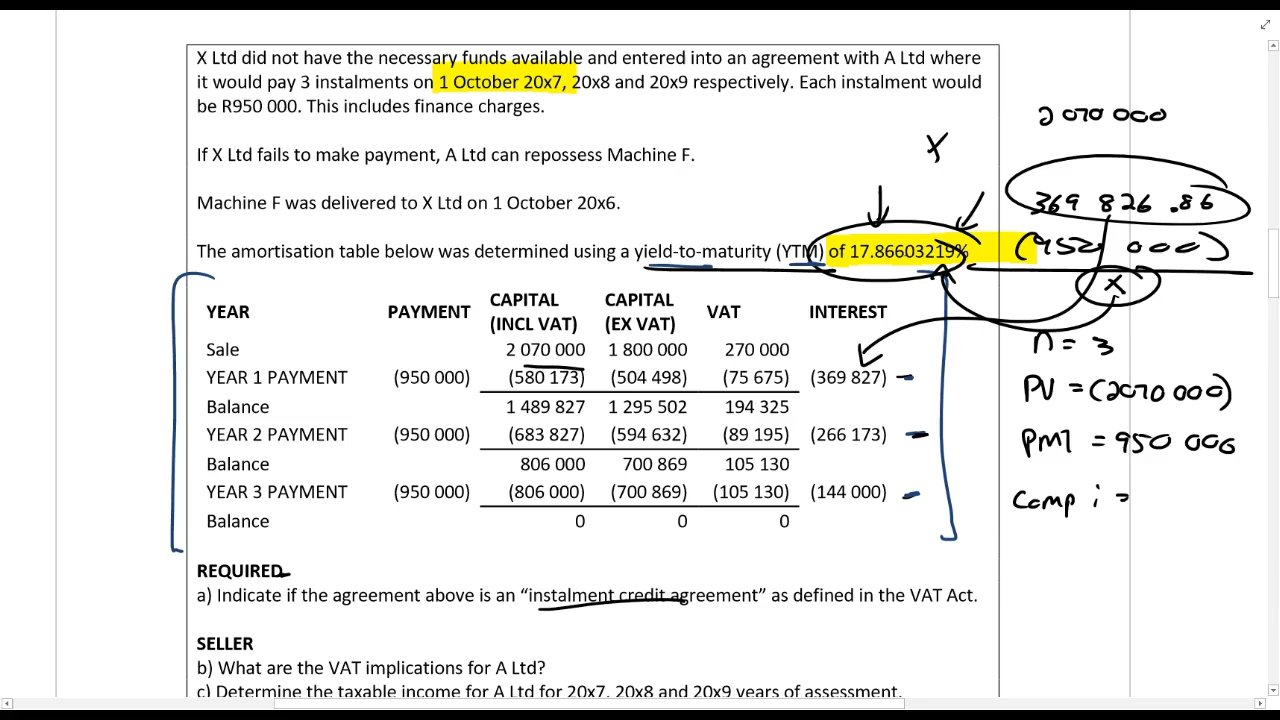 X Ltd did not have the necessary funds available and entered into an agreement with A Ltd where
it would pay 3 instalments on 1 October 20x7, 20x8 and 20x9 respectively. Each instalment would
be R950 000. This includes finance charges.
2 070 000
If X Ltd fails to make payment, A Ltd can repossess Machine F.
X
Machine F was delivered to X Ltd on 1 October 20x6.
369 826 .86
The amortisation table below was determined using a yield-to-maturity (YTM) of 17.86603219%
(952 000)
X
YEAR PAYMENT CAPITAL (INCL VAT) CAPITAL (EX VAT) VAT INTEREST
Sale 2 070 000 1 800 000 270 000
n = 3
YEAR 1 PAYMENT (950 000) (580 173) (504 498) (75 675) (369 827)
PV = (2070 000)
Balance 1 489 827 1 295 502 194 325
YEAR 2 PAYMENT (950 000) (683 827) (594 632) (89 195) (266 173)
PMT = 950 000
Balance 806 000 700 869 105 130
YEAR 3 PAYMENT (950 000) (806 000) (700 869) (105 130) (144 000)
Comp i =
Balance 0 0 0
REQUIRED
a) Indicate if the agreement above is an “instalment credit agreement” as defined in the VAT Act.
SELLER
b) What are the VAT implications for A Ltd?
c) Determine the taxable income for A Ltd for 20x7, 20x8 and 20x9 years of assessment.